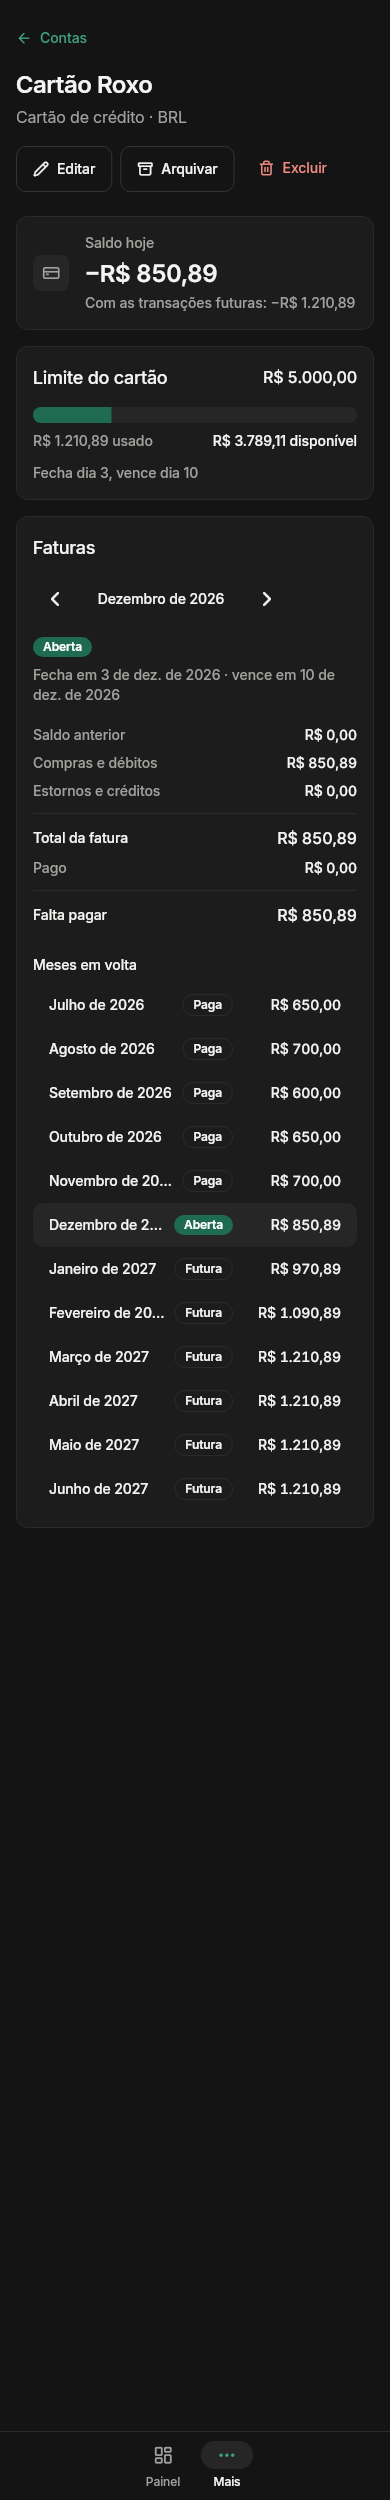 Contas
Cartão Roxo
Cartão de crédito · BRL
Editar Arquivar Excluir
Saldo hoje
−R$ 850,89
Com as transações futuras: −R$ 1.210,89
Limite do cartão R$ 5.000,00
R$ 1.210,89 usado R$ 3.789,11 disponível
Fecha dia 3, vence dia 10
Faturas
Dezembro de 2026
Aberta
Fecha em 3 de dez. de 2026 · vence em 10 de
dez. de 2026
Saldo anterior R$ 0,00
Compras e débitos R$ 850,89
Estornos e créditos R$ 0,00
Total da fatura R$ 850,89
Pago R$ 0,00
Falta pagar R$ 850,89
Meses em volta
Julho de 2026 Paga R$ 650,00
Agosto de 2026 Paga R$ 700,00
Setembro de 2026 Paga R$ 600,00
Outubro de 2026 Paga R$ 650,00
Novembro de 20... Paga R$ 700,00
Dezembro de 2... Aberta R$ 850,89
Janeiro de 2027 Futura R$ 970,89
Fevereiro de 20... Futura R$ 1.090,89
Março de 2027 Futura R$ 1.210,89
Abril de 2027 Futura R$ 1.210,89
Maio de 2027 Futura R$ 1.210,89
Junho de 2027 Futura R$ 1.210,89
Painel Mais